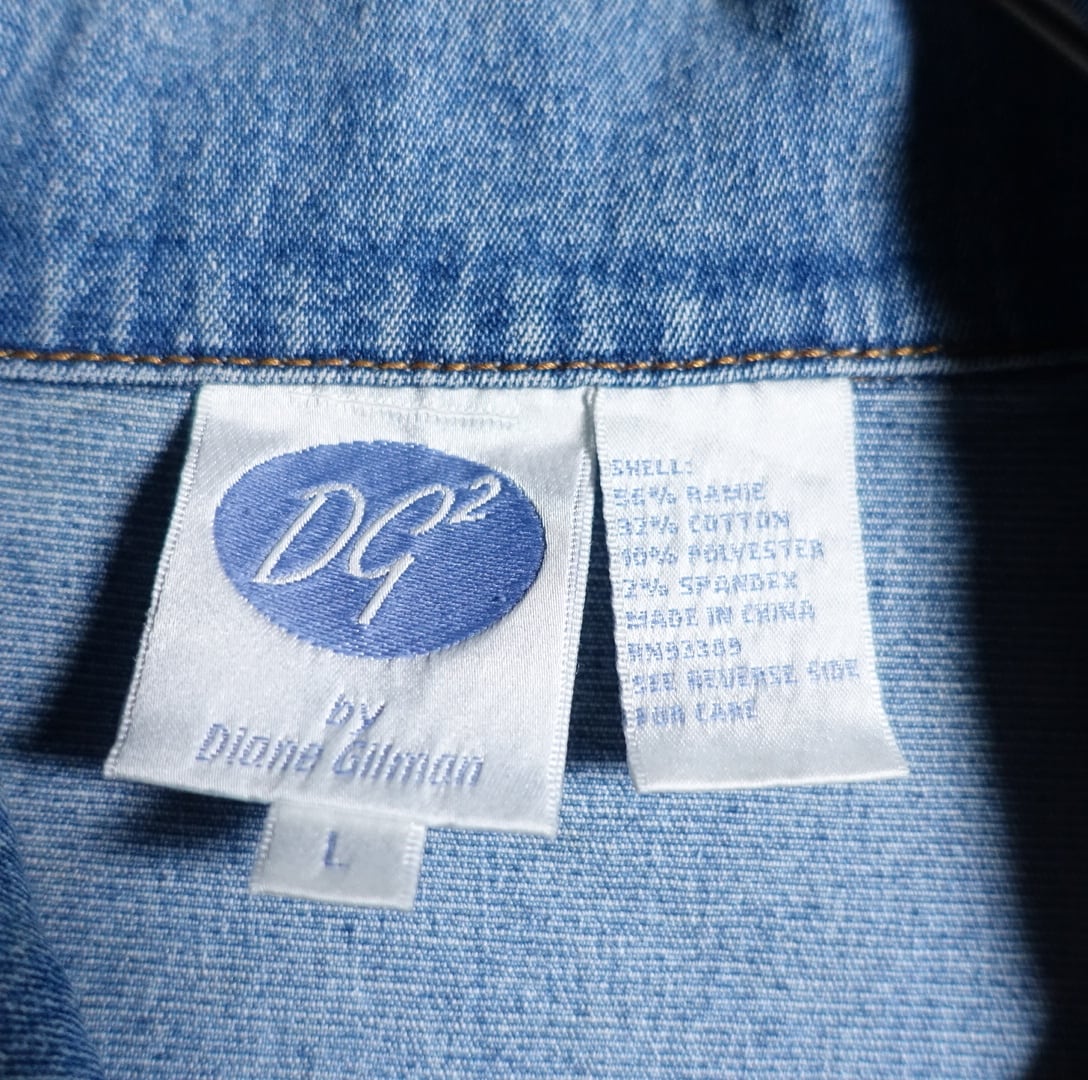 DG²
by
Diane Gilman
L
SHELL:
56% RAMIE
32% COTTON
10% POLYESTER
2% SPANDEX
MADE IN CHINA
RN93309
SEE REVERSE SIDE
FOR CARE